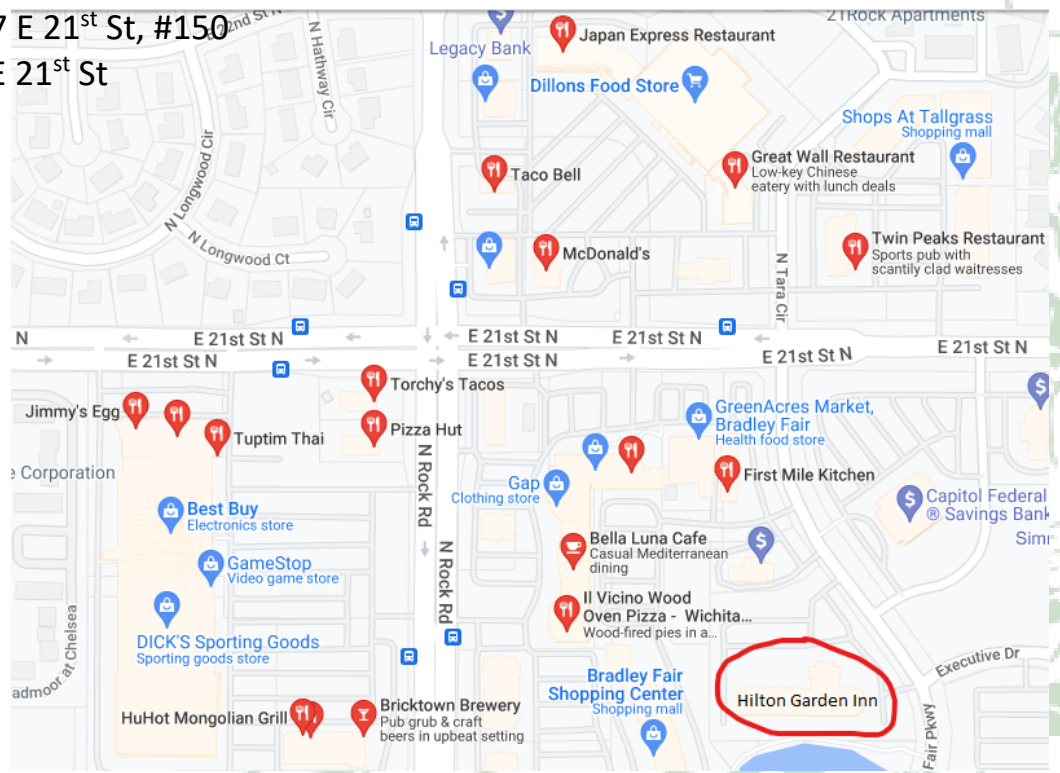 7 E 21st St, #150
E 21st St
E 22nd St N
N Hathway Cir
Legacy Bank
Japan Express Restaurant
21Rock Apartments
Dillons Food Store
Shops At Tallgrass
Shopping mall
N Longwood Cir
Taco Bell
Great Wall Restaurant
Low-key Chinese
eatery with lunch deals
N Longwood Ct
McDonald's
N Tara Cir
Twin Peaks Restaurant
Sports pub with
scantily clad waitresses
N
E 21st St N
E 21st St N
E 21st St N
E 21st St N
E 21st St N
E 21st St N
E 21st St N
Jimmy's Egg
Tuptim Thai
Torchy's Tacos
Pizza Hut
N Rock Rd
GreenAcres Market,
Bradley Fair
Health food store
e Corporation
Gap
Clothing store
First Mile Kitchen
Best Buy
Electronics store
Capitol Federal
® Savings Bank
Simm
Bella Luna Cafe
Casual Mediterranean
dining
GameStop
Video game store
N Rock Rd
Il Vicino Wood
Oven Pizza - Wichita...
Wood-fired pies in a...
DICK'S Sporting Goods
Sporting goods store
admoor at Chelsea
Executive Dr
Bradley Fair
Shopping Center
Shopping mall
Hilton Garden Inn
HuHot Mongolian Grill
Bricktown Brewery
Pub grub & craft
beers in upbeat setting
Fair Pkwy